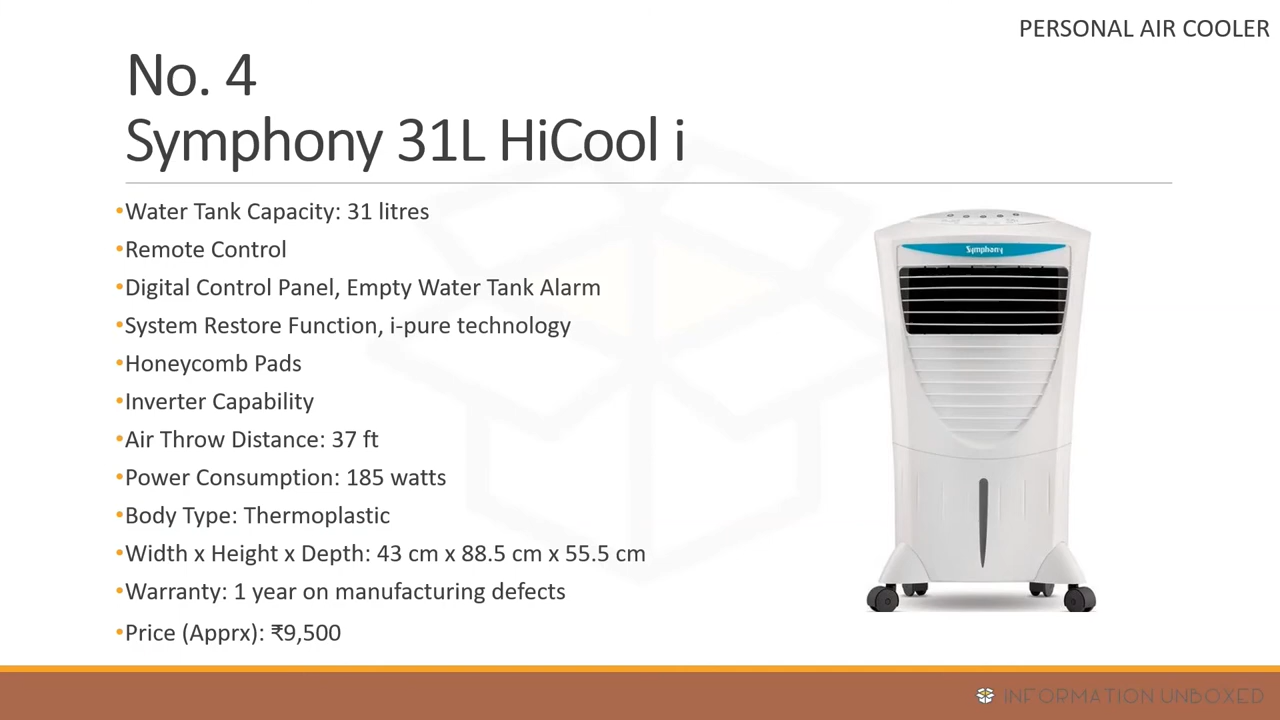 PERSONAL AIR COOLER
No. 4
Symphony 31L HiCool i
•Water Tank Capacity: 31 litres
•Remote Control
•Digital Control Panel, Empty Water Tank Alarm
•System Restore Function, i-pure technology
•Honeycomb Pads
•Inverter Capability
•Air Throw Distance: 37 ft
•Power Consumption: 185 watts
•Body Type: Thermoplastic
•Width x Height x Depth: 43 cm x 88.5 cm x 55.5 cm
•Warranty: 1 year on manufacturing defects
•Price (Apprx): ₹9,500
Symphony
INFORMATION UNBOXED